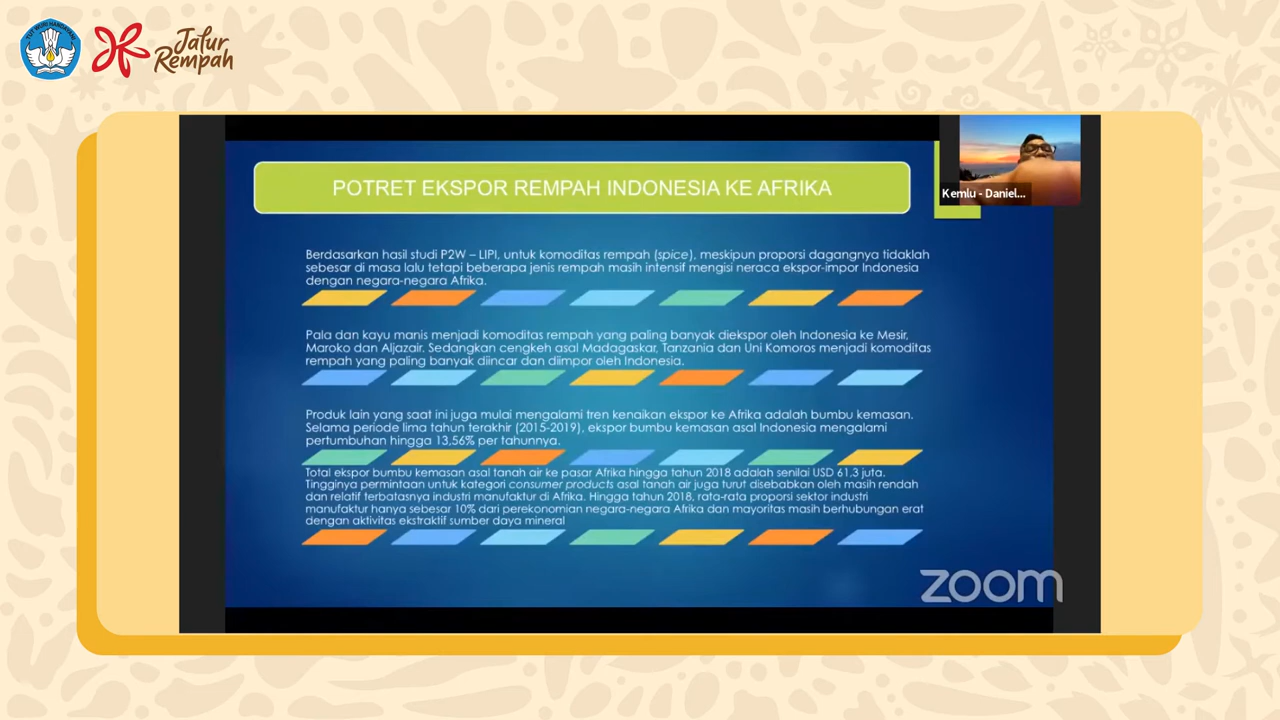 TUT WURI HANDAYANI
Jalur
Rempah
POTRET EKSPOR REMPAH INDONESIA KE AFRIKA
Kemlu - Daniel...
Berdasarkan hasil studi P2W – LIPI, untuk komoditas rempah (spice), meskipun proporsi dagangnya tidaklah
sebesar di masa lalu tetapi beberapa jenis rempah masih intensif mengisi neraca ekspor-impor Indonesia
dengan negara-negara Afrika.
Pala dan kayu manis menjadi komoditas rempah yang paling banyak diekspor oleh Indonesia ke Mesir,
Maroko dan Aljazair. Sedangkan cengkeh asal Madagaskar, Tanzania dan Uni Komoros menjadi komoditas
rempah yang paling banyak diincar dan diimpor oleh Indonesia.
Produk lain yang saat ini juga mulai mengalami tren kenaikan ekspor ke Afrika adalah bumbu kemasan.
Selama periode lima tahun terakhir (2015-2019), ekspor bumbu kemasan asal Indonesia mengalami
pertumbuhan hingga 13,56% per tahunnya.
Total ekspor bumbu kemasan asal tanah air ke pasar Afrika hingga tahun 2018 adalah senilai USD 61,3 juta.
Tingginya permintaan untuk kategori consumer products asal tanah air juga turut disebabkan oleh masih rendah
dan relatif terbatasnya industri manufaktur di Afrika. Hingga tahun 2018, rata-rata proporsi sektor industri
manufaktur hanya sebesar 10% dari perekonomian negara-negara Afrika dan mayoritas masih berhubungan erat
dengan aktivitas ekstraktif sumber daya mineral
zoom